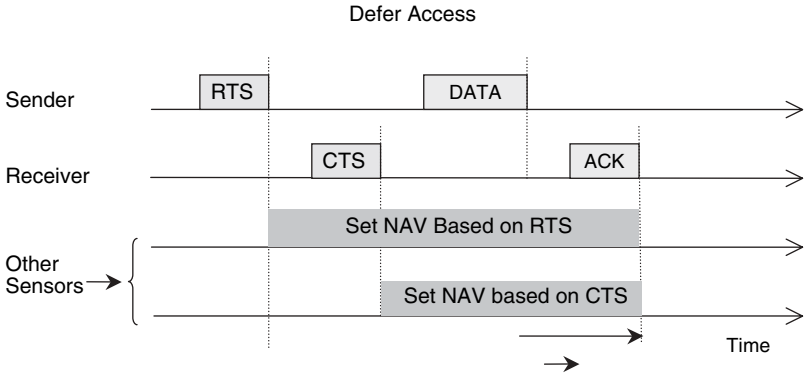 Defer Access
Sender
RTS
DATA
Receiver
CTS
ACK
Set NAV Based on RTS
Other
Sensors
Set NAV based on CTS
Time